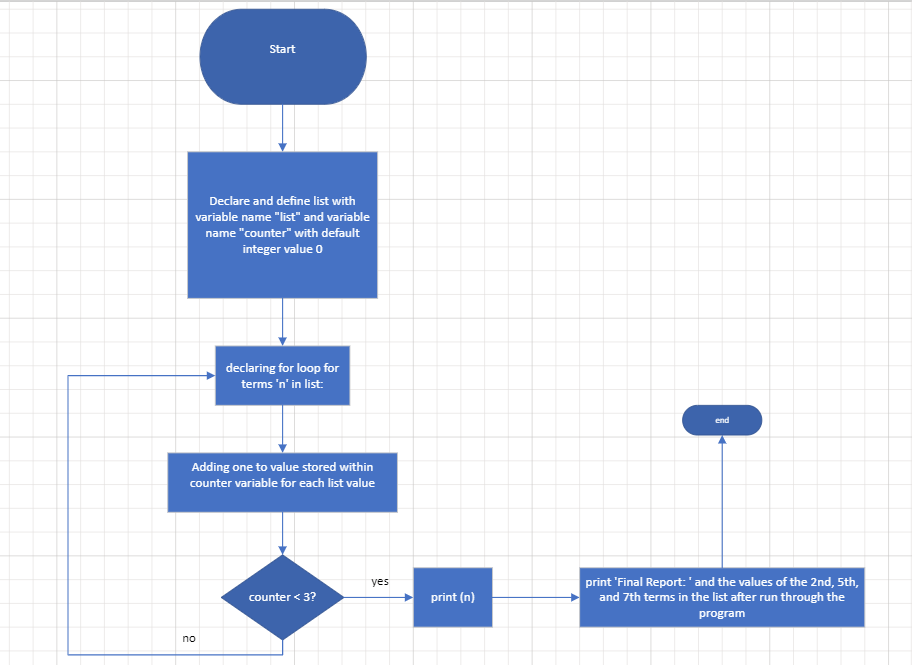 Start
Declare and define list with
variable name "list" and variable
name "counter" with default
integer value 0
declaring for loop for
terms 'n' in list:
Adding one to value stored within
counter variable for each list value
counter < 3?
yes
no
print (n)
print 'Final Report: ' and the values of the 2nd, 5th,
and 7th terms in the list after run through the
program
end